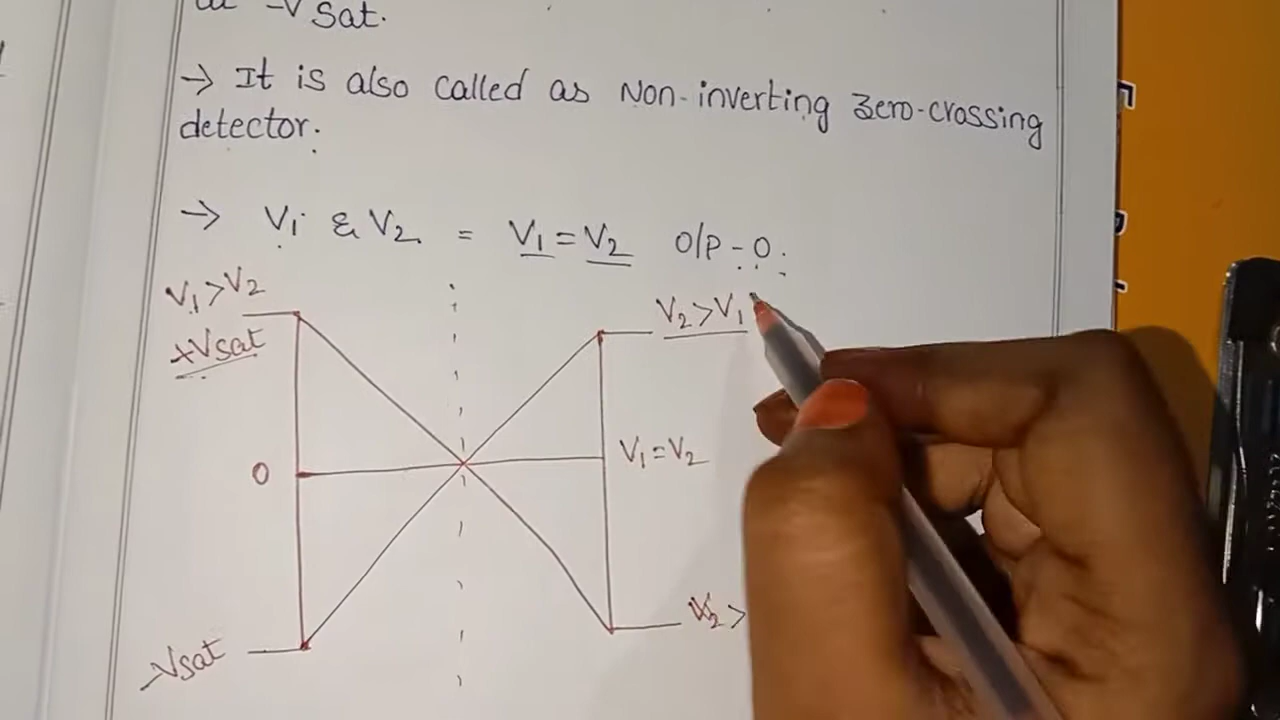 -V Sat.
→ It is also called as Non-inverting Zero-crossing
detector.
→ V1 & V2 = V1 = V2 O/P - 0.
V1 > V2
+Vsat
V2 > V1
0
V1 = V2
-Vsat
>